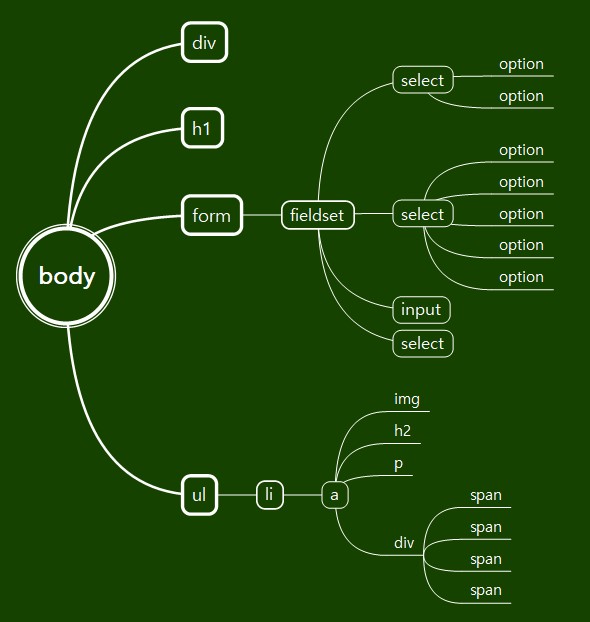 body
div
h1
form
fieldset
select
option
option
select
option
option
option
option
option
input
select
ul
li
a
img
h2
p
div
span
span
span
span